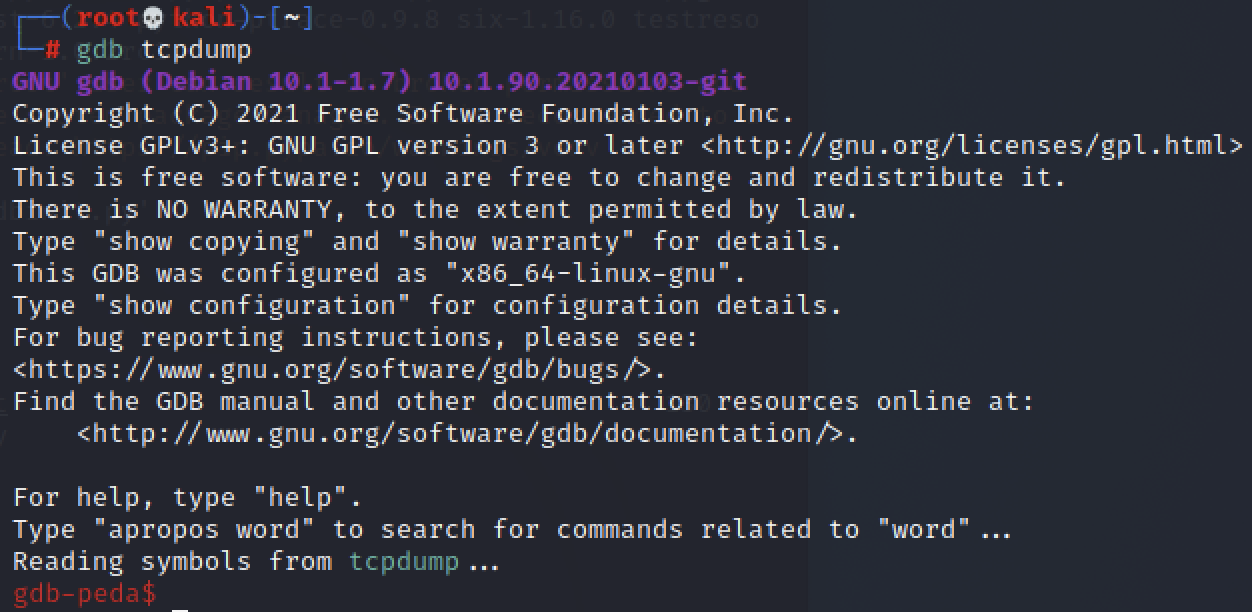 ┌──(root💀kali)-[~]
└─# gdb tcpdump
GNU gdb (Debian 10.1-1.7) 10.1.90.20210103-git
Copyright (C) 2021 Free Software Foundation, Inc.
License GPLv3+: GNU GPL version 3 or later <http://gnu.org/licenses/gpl.html>
This is free software: you are free to change and redistribute it.
There is NO WARRANTY, to the extent permitted by law.
Type "show copying" and "show warranty" for details.
This GDB was configured as "x86_64-linux-gnu".
Type "show configuration" for configuration details.
For bug reporting instructions, please see:
<https://www.gnu.org/software/gdb/bugs/>.
Find the GDB manual and other documentation resources online at:
    <http://www.gnu.org/software/gdb/documentation/>.

For help, type "help".
Type "apropos word" to search for commands related to "word"...
Reading symbols from tcpdump...
gdb-peda$